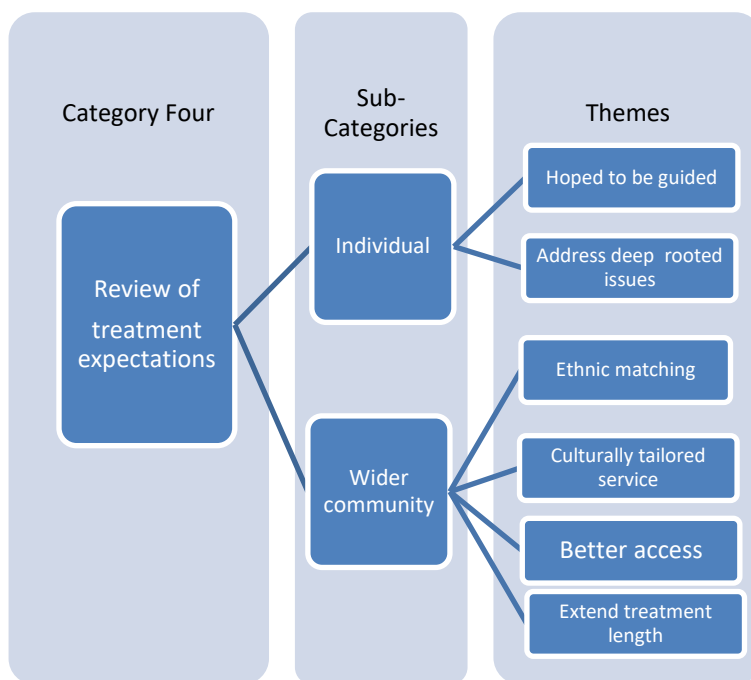 Category Four
Sub-
Categories
Themes
Review of
treatment
expectations
Individual
Wider
community
Hoped to be guided
Address deep rooted
issues
Ethnic matching
Culturally tailored
service
Better access
Extend treatment
length